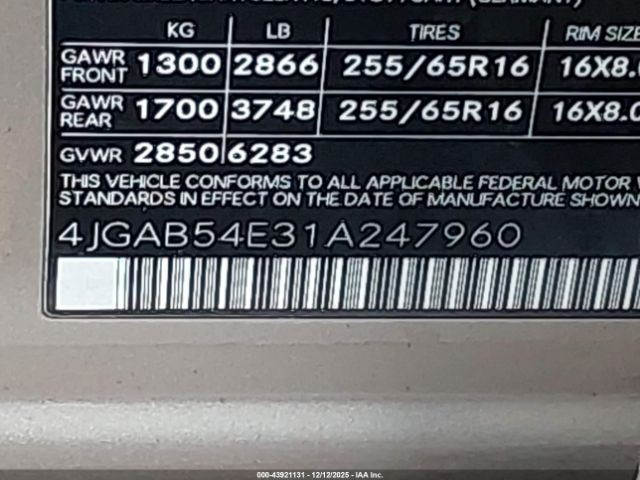 KG LB TIRES RIM SIZE
GAWR FRONT 1300 2866 255/65R16 16X8.0
GAWR REAR 1700 3748 255/65R16 16X8.0
GVWR 2850 6283
THIS VEHICLE CONFORMS TO ALL APPLICABLE FEDERAL MOTOR V
STANDARDS IN EFFECT ON THE DATE OF MANUFACTURE SHOWN
4JGAB54E31A247960
000-43921131 - 12/12/2025 - IAA Inc.